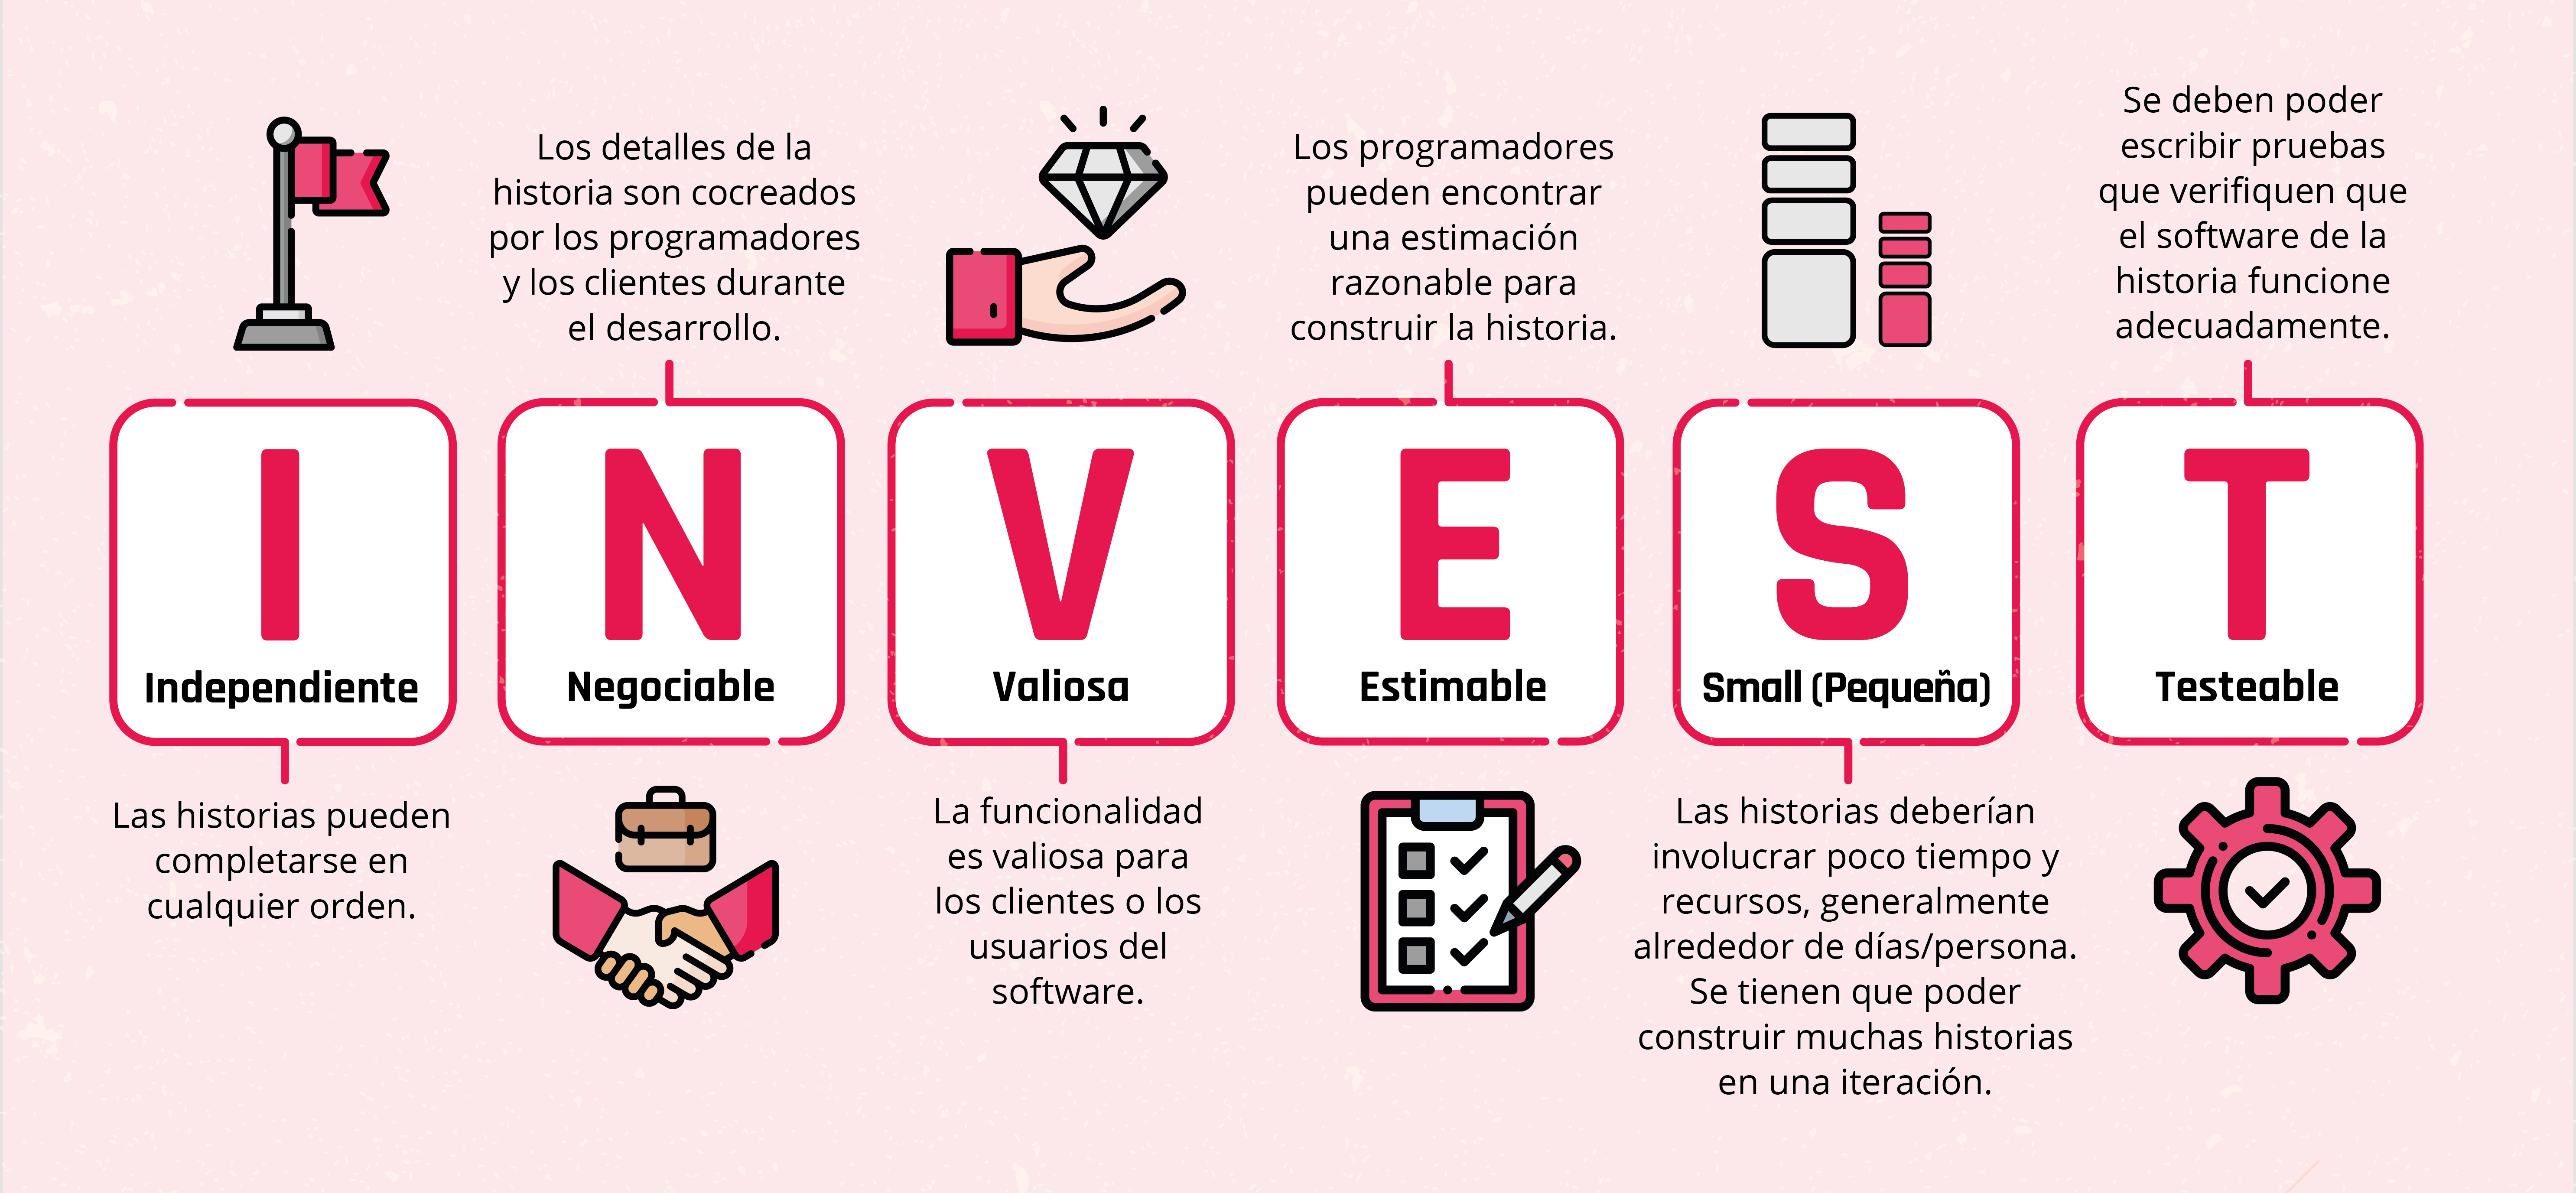 I
Independiente
Las historias pueden
completarse en
cualquier orden.
Los detalles de la
historia son cocreados
por los programadores
y los clientes durante
el desarrollo.
N
Negociable
V
Valiosa
La funcionalidad
es valiosa para
los clientes o los
usuarios del
software.
Los programadores
pueden encontrar
una estimación
razonable para
construir la historia.
E
Estimable
S
Small (Pequeña)
Las historias deberían
involucrar poco tiempo y
recursos, generalmente
alrededor de días/persona.
Se tienen que poder
construir muchas historias
en una iteración.
Se deben poder
escribir pruebas
que verifiquen que
el software de la
historia funcione
adecuadamente.
T
Testeable